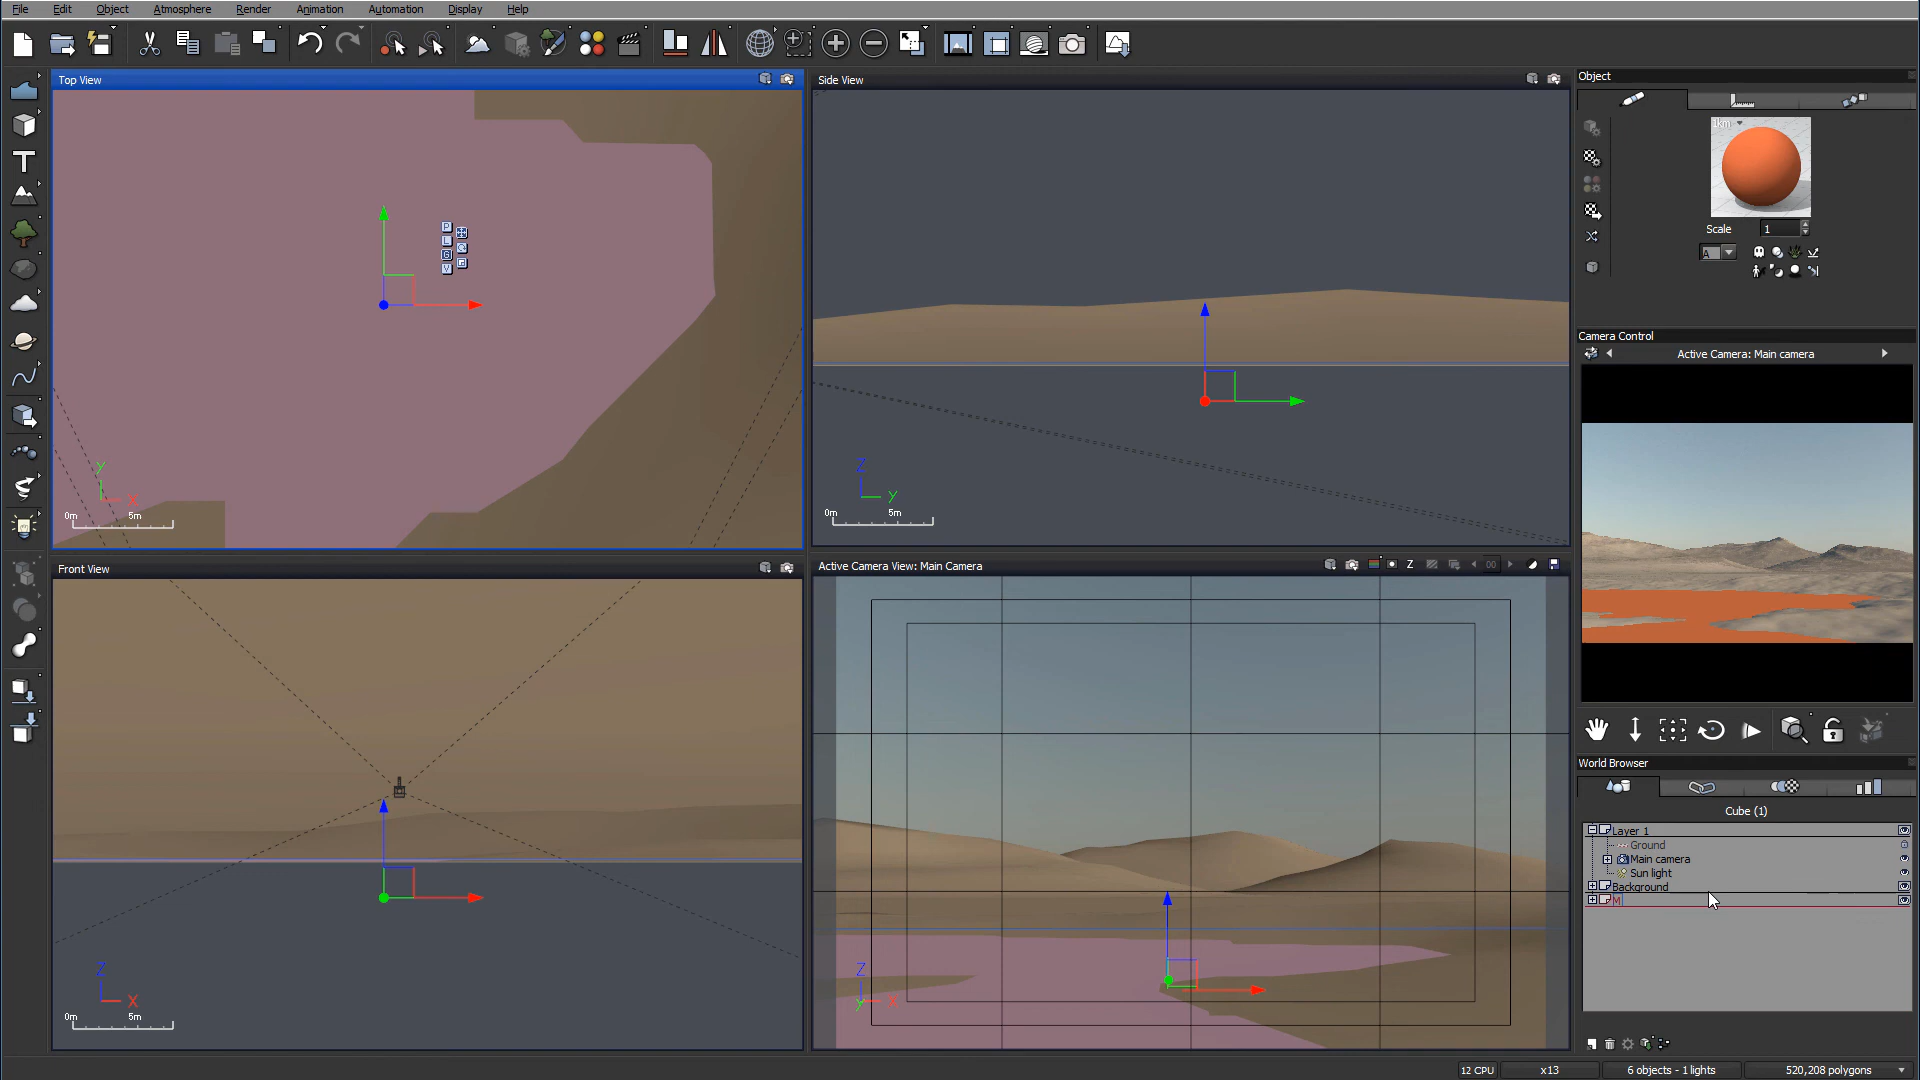 File Edit Object Atmosphere Render Animation Automation Display Help
Top View
Side View
Object
P
L
G
V
1km
Scale 1
A
Camera Control
Active Camera: Main camera
Y
X
0m 5m
Z
Y
0m 5m
Front View
Active Camera View: Main Camera
Z
00
World Browser
Cube (1)
Layer 1
Ground
Main camera
Sun light
Background
M
Z
X
0m 5m
Z
Y
X
12 CPU x13 6 objects - 1 lights 520,208 polygons